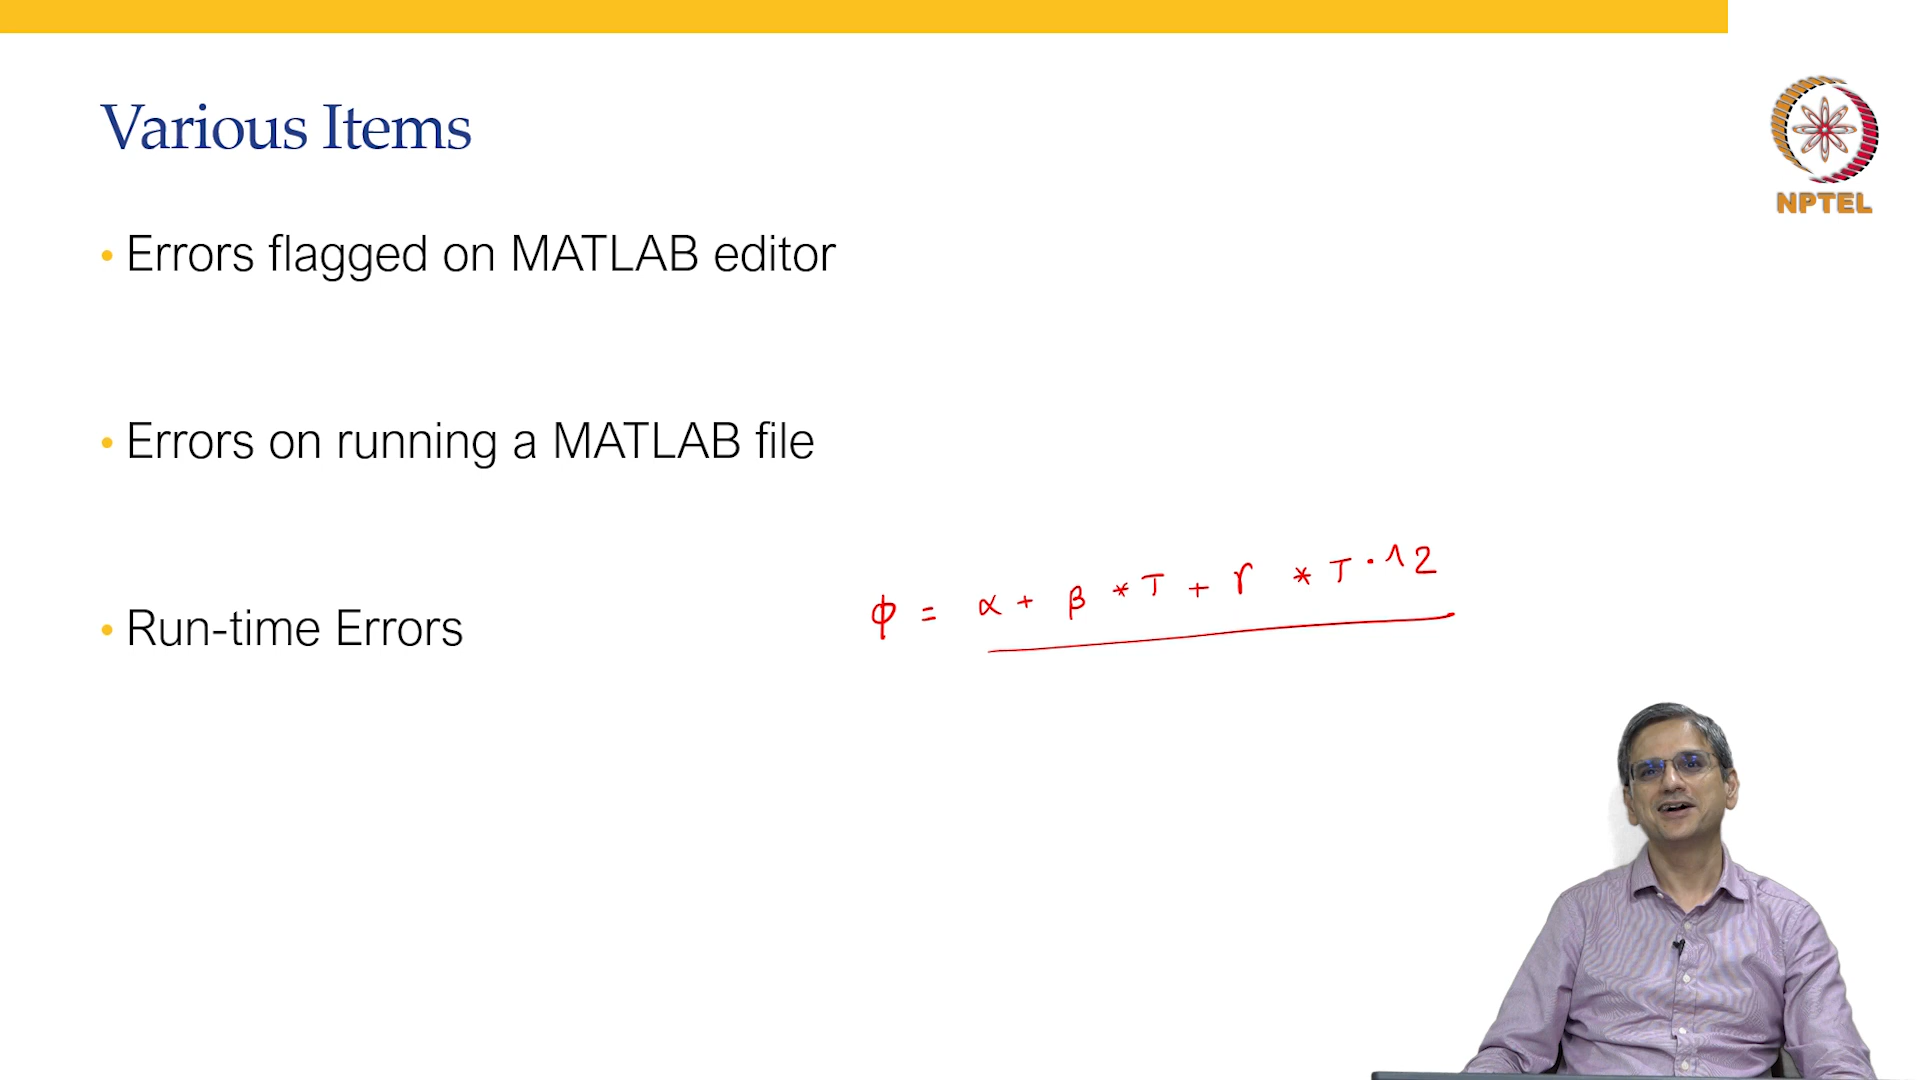 Various Items
NPTEL
• Errors flagged on MATLAB editor
• Errors on running a MATLAB file
ϕ = α + β * T + γ * T .^2
• Run-time Errors